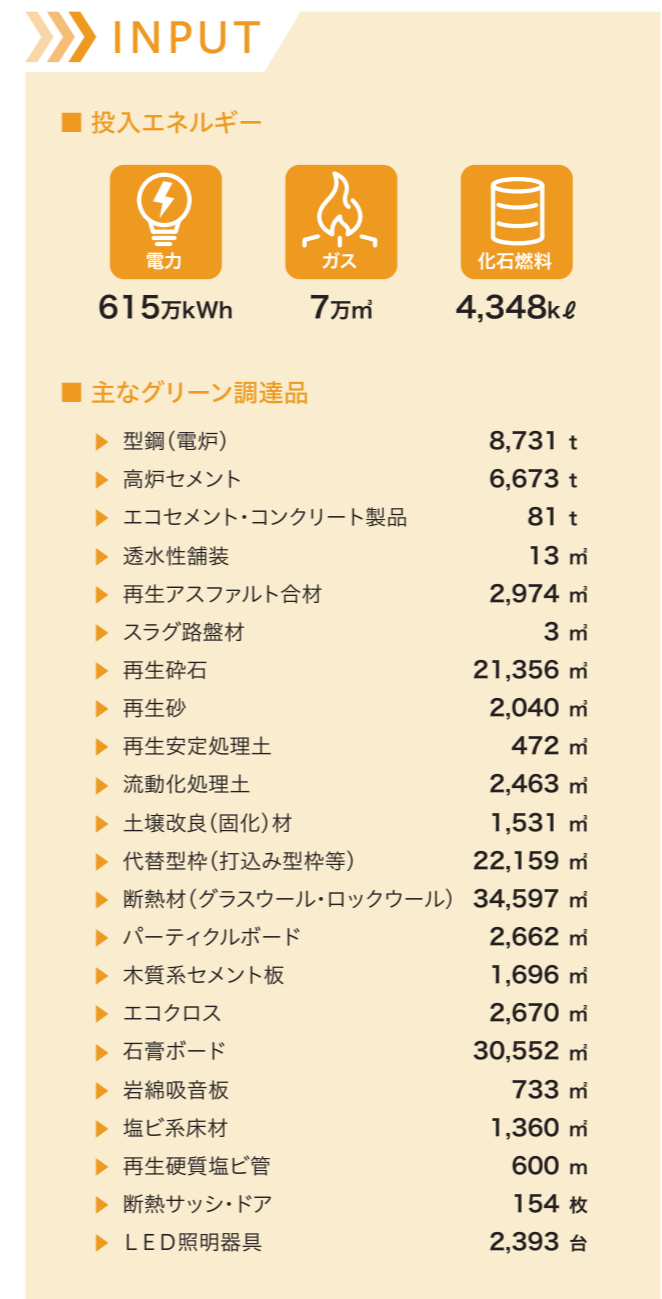 INPUT
■ 投入エネルギー
電力 ガス 化石燃料
615万kWh 7万㎥ 4,348kℓ
■ 主なグリーン調達品
▶ 型鋼(電炉) 8,731 t
▶ 高炉セメント 6,673 t
▶ エコセメント・コンクリート製品 81 t
▶ 透水性舗装 13 ㎥
▶ 再生アスファルト合材 2,974 ㎥
▶ スラグ路盤材 3 ㎥
▶ 再生砕石 21,356 ㎥
▶ 再生砂 2,040 ㎥
▶ 再生安定処理土 472 ㎥
▶ 流動化処理土 2,463 ㎥
▶ 土壌改良(固化)材 1,531 ㎥
▶ 代替型枠(打込み型枠等) 22,159 ㎡
▶ 断熱材(グラスウール・ロックウール) 34,597 ㎡
▶ パーティクルボード 2,662 ㎡
▶ 木質系セメント板 1,696 ㎡
▶ エコクロス 2,670 ㎡
▶ 石膏ボード 30,552 ㎡
▶ 岩綿吸音板 733 ㎡
▶ 塩ビ系床材 1,360 ㎡
▶ 再生硬質塩ビ管 600 m
▶ 断熱サッシ・ドア 154 枚
▶ LED照明器具 2,393 台